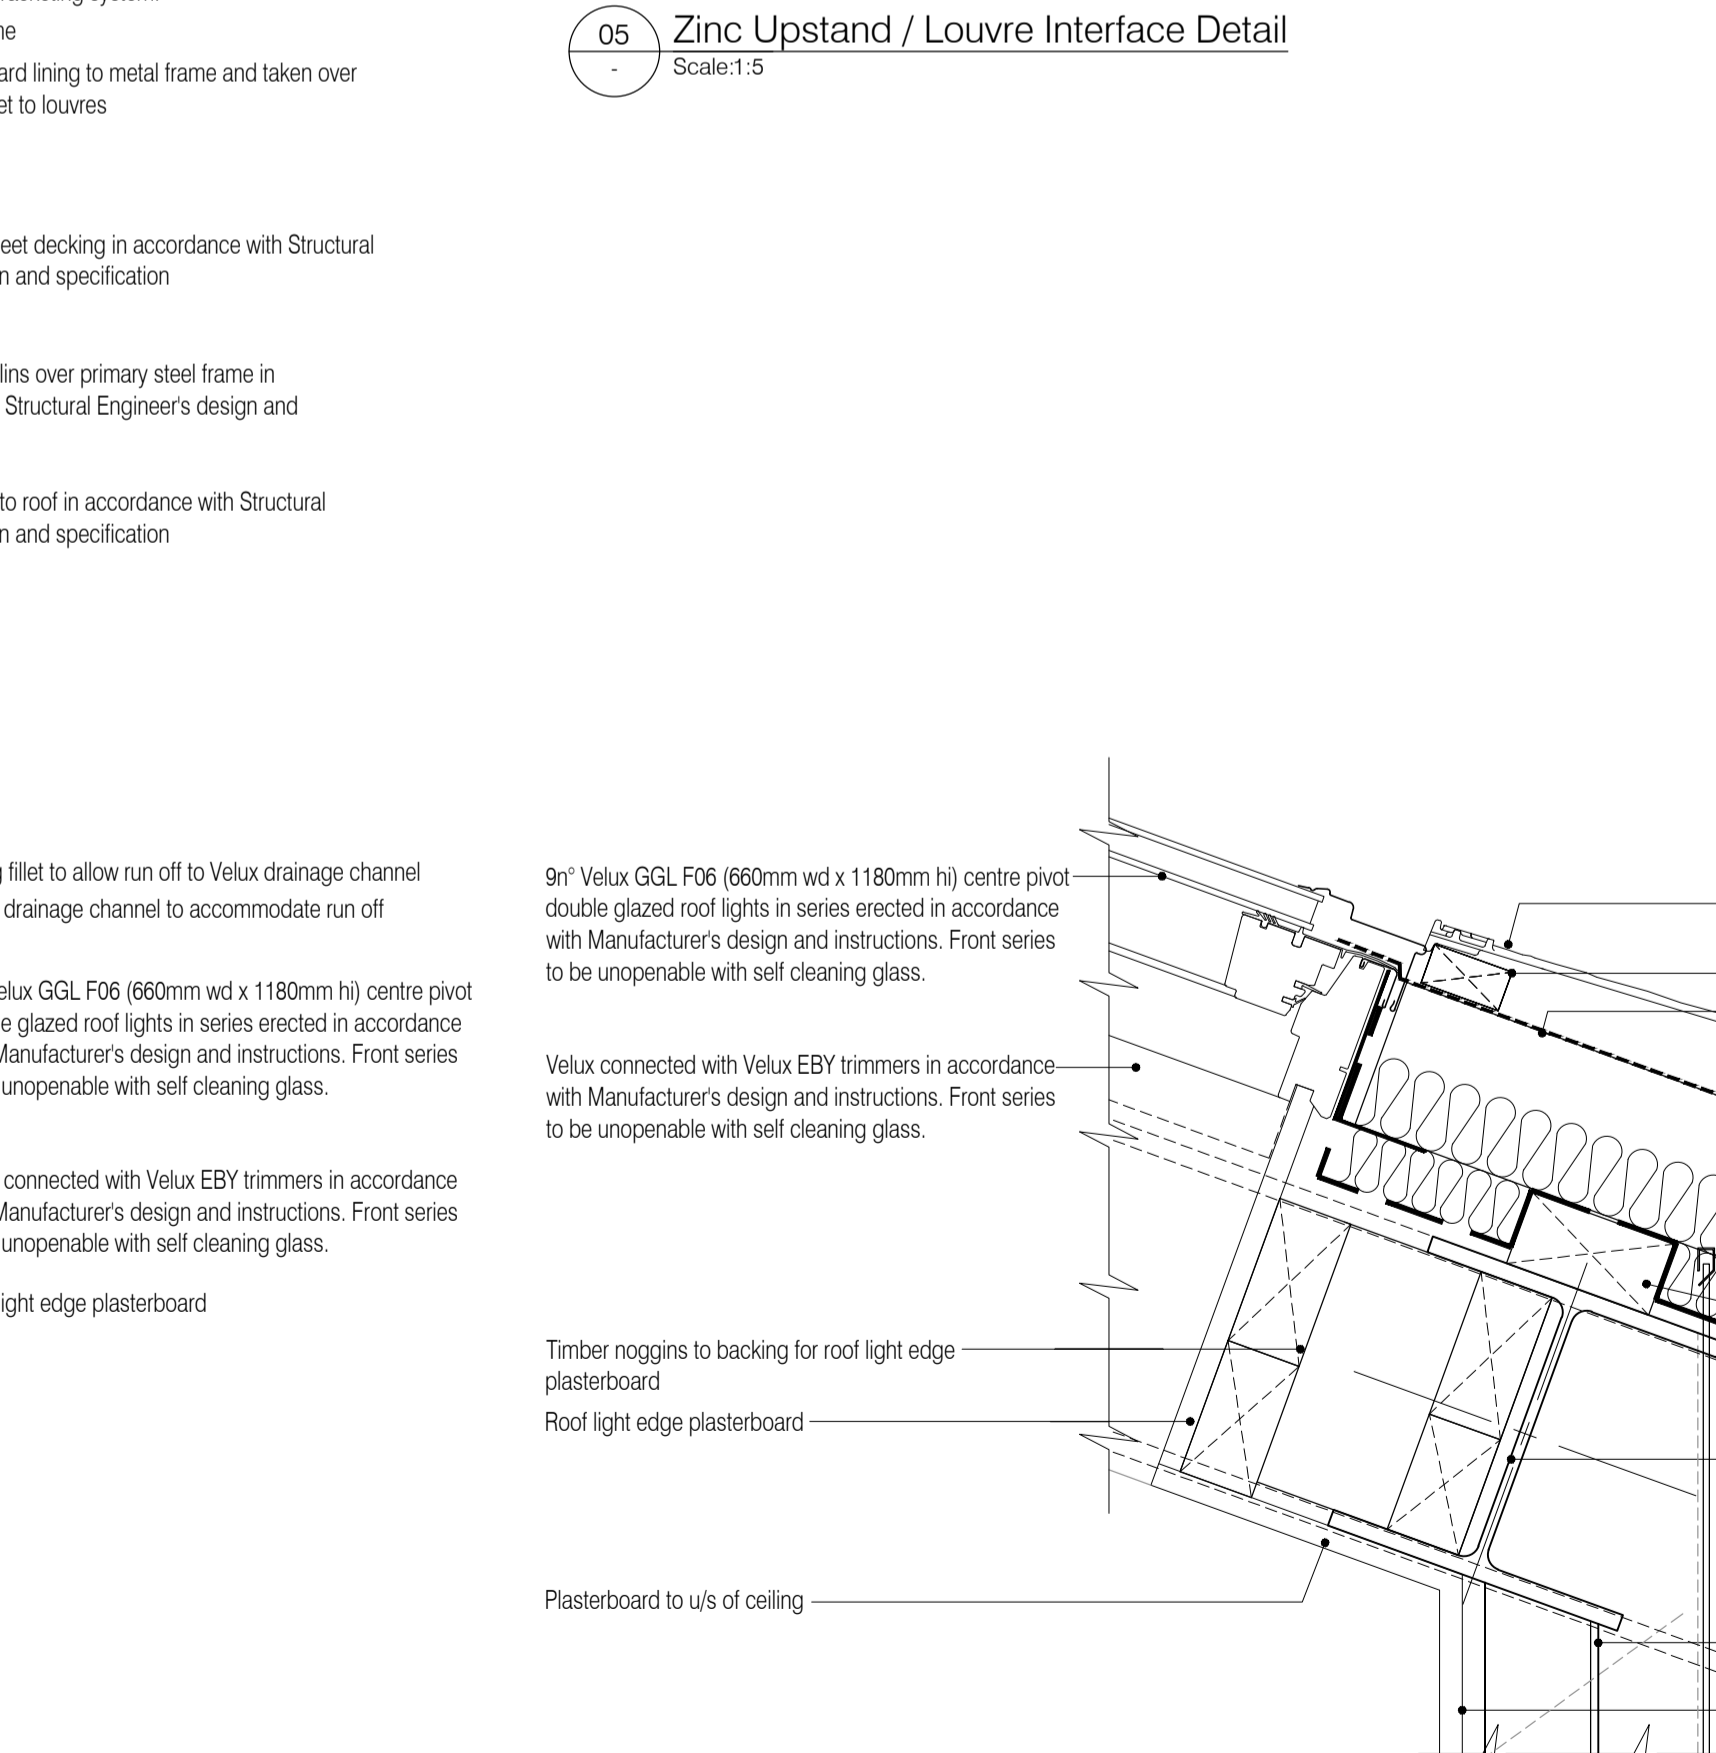 05
-
Zinc Upstand / Louvre Interface Detail
Scale:1:5
lining to metal frame and taken over
to louvres
decking in accordance with Structural
and specification
over primary steel frame in
Structural Engineer's design and
to roof in accordance with Structural
and specification
fillet to allow run off to Velux drainage channel
drainage channel to accommodate run off
GGL F06 (660mm wd x 1180mm hi) centre pivot
glazed roof lights in series erected in accordance
Manufacturer's design and instructions. Front series
unopenable with self cleaning glass.
connected with Velux EBY trimmers in accordance
Manufacturer's design and instructions. Front series
unopenable with self cleaning glass.
edge plasterboard
9n° Velux GGL F06 (660mm wd x 1180mm hi) centre pivot
double glazed roof lights in series erected in accordance
with Manufacturer's design and instructions. Front series
to be unopenable with self cleaning glass.
Velux connected with Velux EBY trimmers in accordance
with Manufacturer's design and instructions. Front series
to be unopenable with self cleaning glass.
Timber noggins to backing for roof light edge
plasterboard
Roof light edge plasterboard
Plasterboard to u/s of ceiling